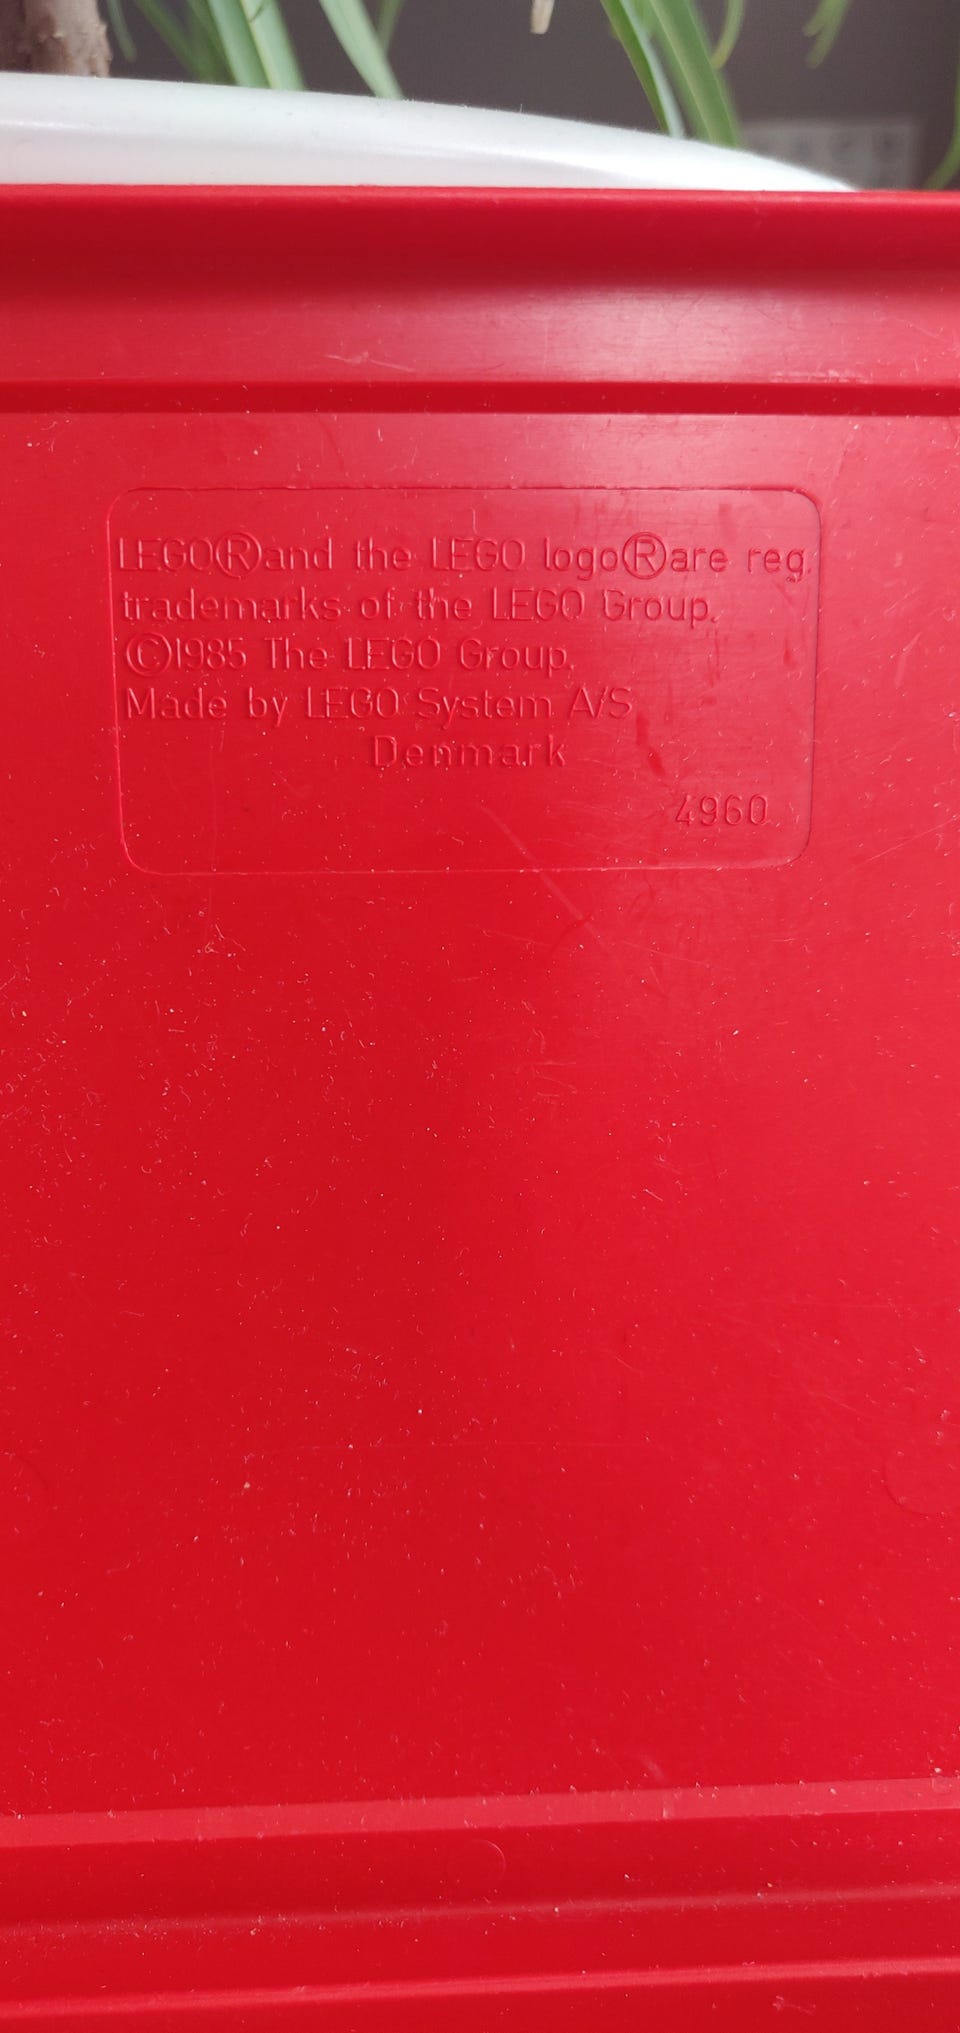 LEGO®and the LEGO logo®are reg.
trademarks of the LEGO Group.
©1985 The LEGO Group.
Made by LEGO System A/S
Denmark
4960